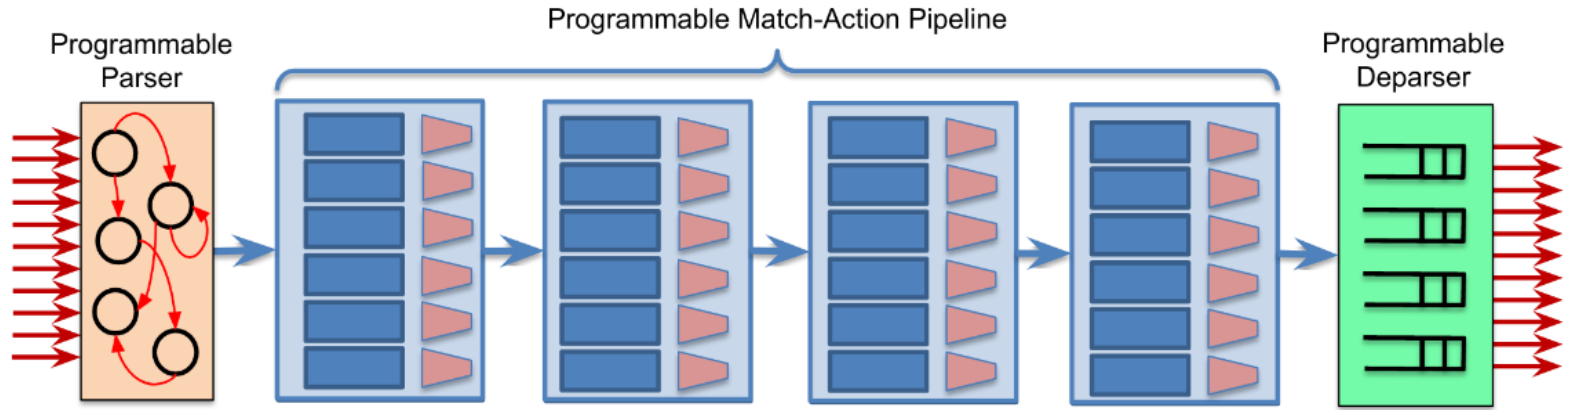 Programmable Match-Action Pipeline
Programmable
Parser
Programmable
Deparser